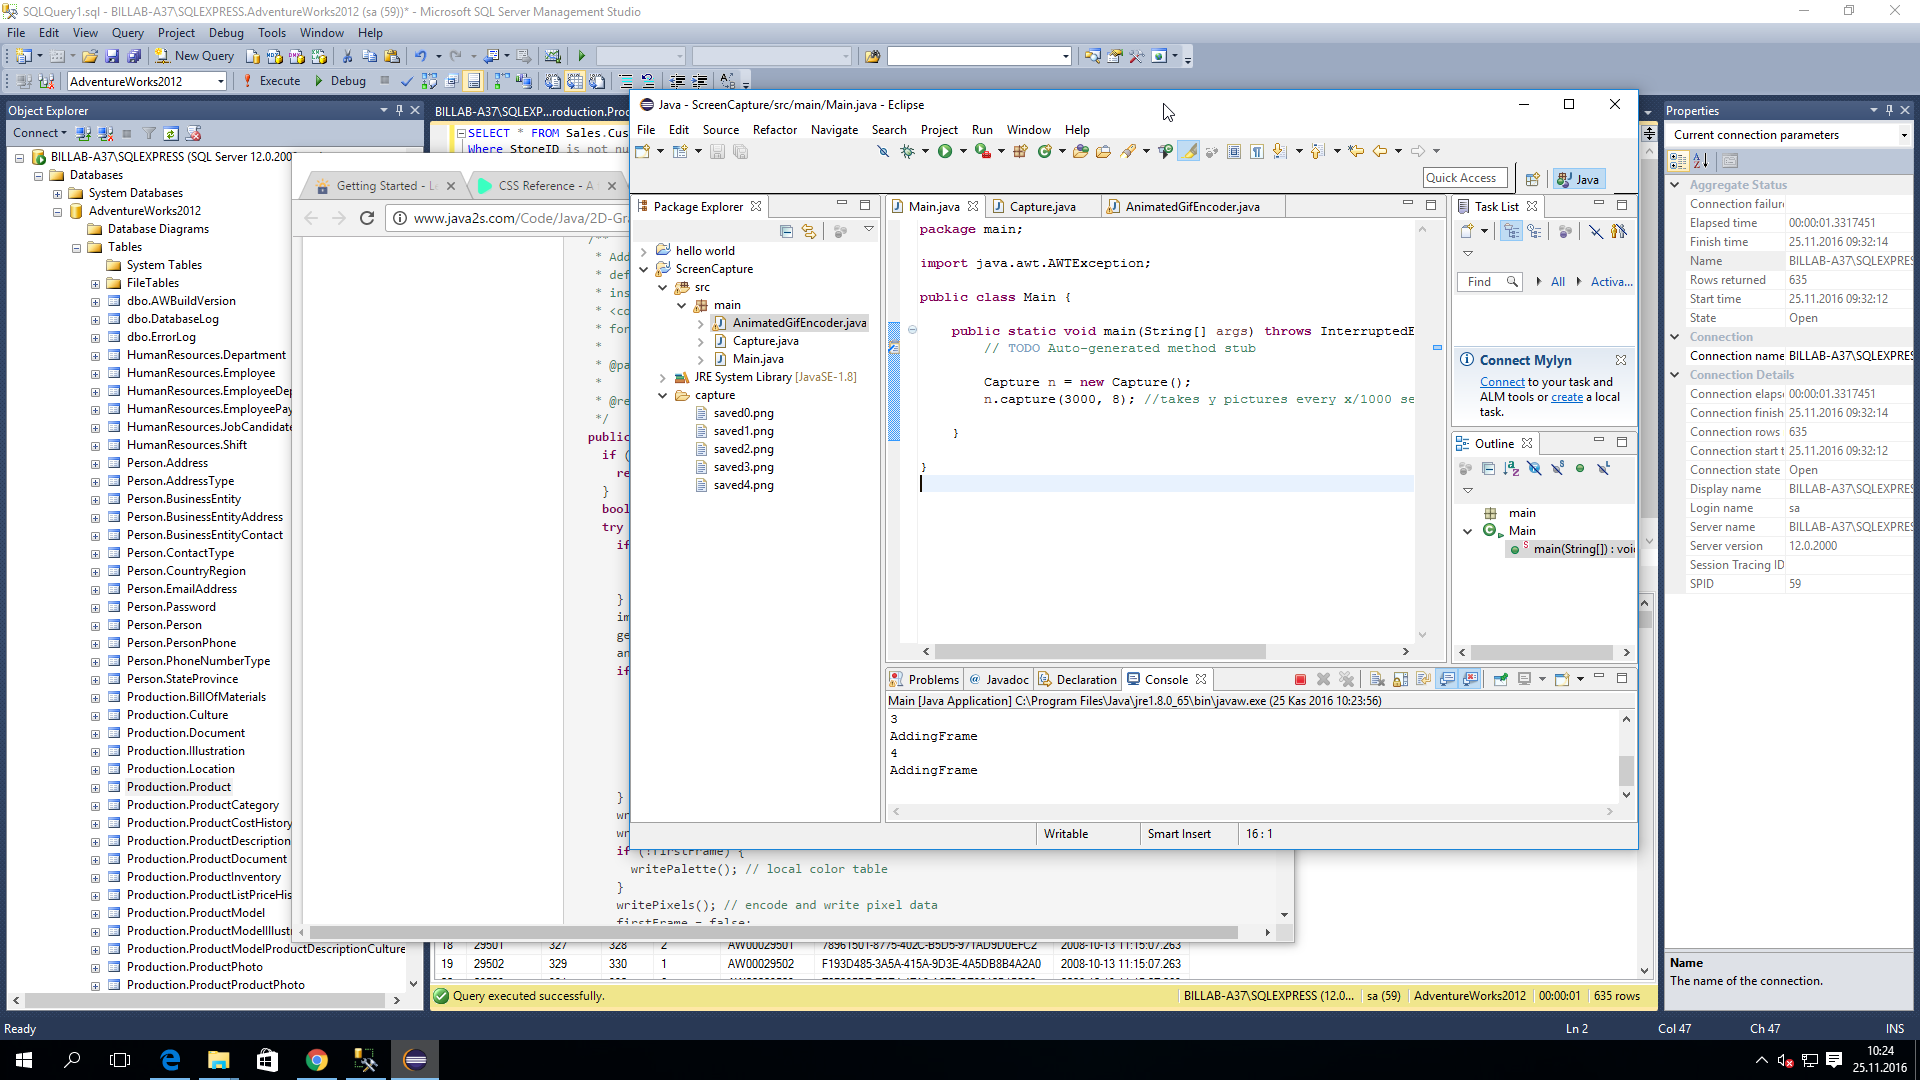 SQLQuery1.sql - BILLAB-A37\SQLEXPRESS.AdventureWorks2012 (sa (59))* - Microsoft SQL Server Management Studio
File Edit View Query Project Debug Tools Window Help
New Query
AdventureWorks2012 Execute Debug
Object Explorer
Connect
BILLAB-A37\SQLEXPRESS (SQL Server 12.0.200
Databases
System Databases
AdventureWorks2012
Database Diagrams
Tables
System Tables
FileTables
dbo.AWBuildVersion
dbo.DatabaseLog
dbo.ErrorLog
HumanResources.Department
HumanResources.Employee
HumanResources.EmployeeDep
HumanResources.EmployeePay
HumanResources.JobCandidate
HumanResources.Shift
Person.Address
Person.AddressType
Person.BusinessEntity
Person.BusinessEntityAddress
Person.BusinessEntityContact
Person.ContactType
Person.CountryRegion
Person.EmailAddress
Person.Password
Person.Person
Person.PersonPhone
Person.PhoneNumberType
Person.StateProvince
Production.BillOfMaterials
Production.Culture
Production.Document
Production.Illustration
Production.Location
Production.Product
Production.ProductCategory
Production.ProductCostHistory
Production.ProductDescription
Production.ProductDocument
Production.ProductInventory
Production.ProductListPriceHis
Production.ProductModel
Production.ProductModelIllustr
Production.ProductModelProductDescriptionCulture
Production.ProductPhoto
Production.ProductProductPhoto
BILLAB-A37\SQLEXP...roduction.Proc
SELECT * FROM Sales.Cus
Where StoreID is not nu
Getting Started - Le
CSS Reference - A
www.java2s.com/Code/Java/2D-Gra
/**
* Add
* def
* ins
* <co
* for
*
* @pa
*
* @re
*/
public
if (
re
}
bool
try
if
}
im
ge
an
if
}
wr
wr
if (!firstFrame) {
writePalette(); // local color table
}
writePixels(); // encode and write pixel data
firstFrame = false;
Java - ScreenCapture/src/main/Main.java - Eclipse
File Edit Source Refactor Navigate Search Project Run Window Help
Quick Access
Java
Package Explorer
hello world
ScreenCapture
src
main
AnimatedGifEncoder.java
Capture.java
Main.java
JRE System Library [JavaSE-1.8]
capture
saved0.png
saved1.png
saved2.png
saved3.png
saved4.png
Main.java Capture.java AnimatedGifEncoder.java
package main;
import java.awt.AWTException;
public class Main {
public static void main(String[] args) throws InterruptedE
// TODO Auto-generated method stub
Capture n = new Capture();
n.capture(3000, 8); //takes y pictures every x/1000 se
}
}
Task List
Find All Activa...
Connect Mylyn
Connect to your task and
ALM tools or create a local
task.
Outline
main
Main
main(String[]) : voi
Problems Javadoc Declaration Console
Main [Java Application] C:\Program Files\Java\jre1.8.0_65\bin\javaw.exe (25 Kas 2016 10:23:56)
3
AddingFrame
4
AddingFrame
Writable Smart Insert 16 : 1
18 29501 327 328 2 AW00029501 78961501-8775-402C-B5D5-971AD9D0EFC2 2008-10-13 11:15:07.263
19 29502 329 330 1 AW00029502 F193D485-3A5A-415A-9D3E-4A5DB8B4A2A0 2008-10-13 11:15:07.263
Query executed successfully. BILLAB-A37\SQLEXPRESS (12.0... sa (59) AdventureWorks2012 00:00:01 635 rows
Properties
Current connection parameters
Aggregate Status
Connection failure
Elapsed time 00:00:01.3317451
Finish time 25.11.2016 09:32:14
Name BILLAB-A37\SQLEXPRES
Rows returned 635
Start time 25.11.2016 09:32:12
State Open
Connection
Connection name BILLAB-A37\SQLEXPRES
Connection Details
Connection elapse 00:00:01.3317451
Connection finish 25.11.2016 09:32:14
Connection rows 635
Connection start t 25.11.2016 09:32:12
Connection state Open
Display name BILLAB-A37\SQLEXPRES
Login name sa
Server name BILLAB-A37\SQLEXPRES
Server version 12.0.2000
Session Tracing ID
SPID 59
Name
The name of the connection.
Ready Ln 2 Col 47 Ch 47 INS
10:24
25.11.2016